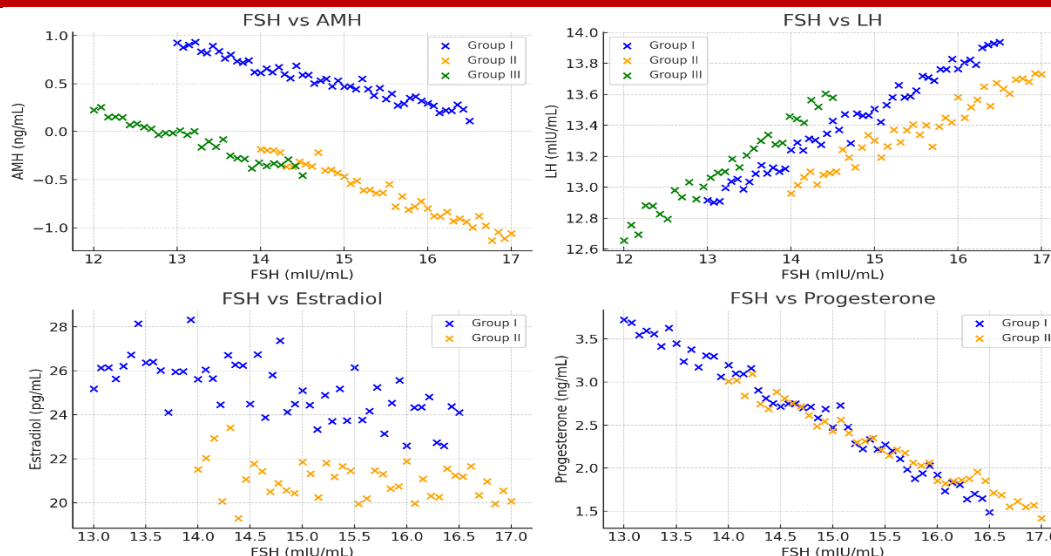 FSH vs AMH
1.0
0.5
0.0
−0.5
−1.0
AMH (ng/mL)
Group I
Group II
Group III
12 13 14 15 16 17
FSH (mIU/mL)
FSH vs LH
14.0
13.8
13.6
13.4
13.2
13.0
12.8
12.6
LH (mIU/mL)
Group I
Group II
Group III
12 13 14 15 16 17
FSH (mIU/mL)
FSH vs Estradiol
28
26
24
22
20
Estradiol (pg/mL)
Group I
Group II
13.0 13.5 14.0 14.5 15.0 15.5 16.0 16.5 17.0
FSH (mIU/mL)
FSH vs Progesterone
3.5
3.0
2.5
2.0
1.5
Progesterone (ng/mL)
Group I
Group II
13.0 13.5 14.0 14.5 15.0 15.5 16.0 16.5 17.0
FSH (mIU/mL)